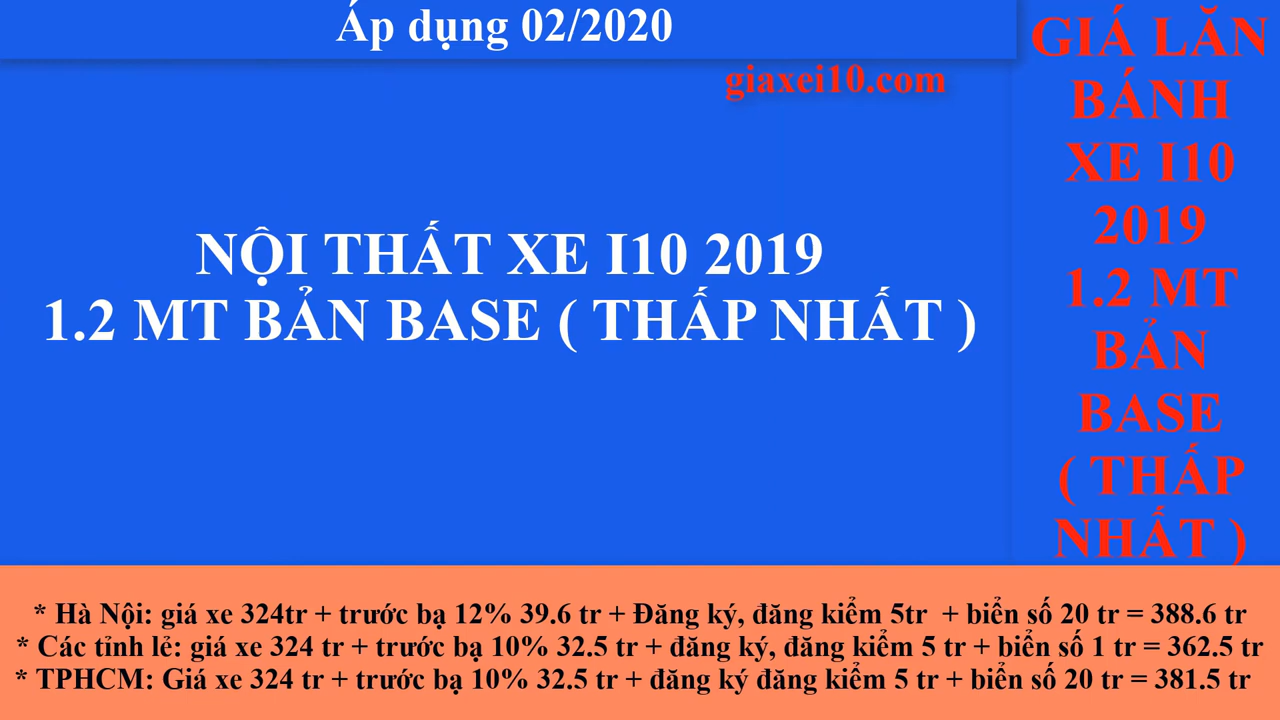 Áp dụng 02/2020
giaxei10.com
NỘI THẤT XE I10 2019
1.2 MT BẢN BASE ( THẤP NHẤT )
GIÁ LĂN
BÁNH
XE I10
2019
1.2 MT
BẢN
BASE
( THẤP
NHẤT )
* Hà Nội: giá xe 324tr + trước bạ 12% 39.6 tr + Đăng ký, đăng kiểm 5tr + biển số 20 tr = 388.6 tr
* Các tỉnh lẻ: giá xe 324 tr + trước bạ 10% 32.5 tr + đăng ký, đăng kiểm 5 tr + biển số 1 tr = 362.5 tr
* TPHCM: Giá xe 324 tr + trước bạ 10% 32.5 tr + đăng ký đăng kiểm 5 tr + biển số 20 tr = 381.5 tr